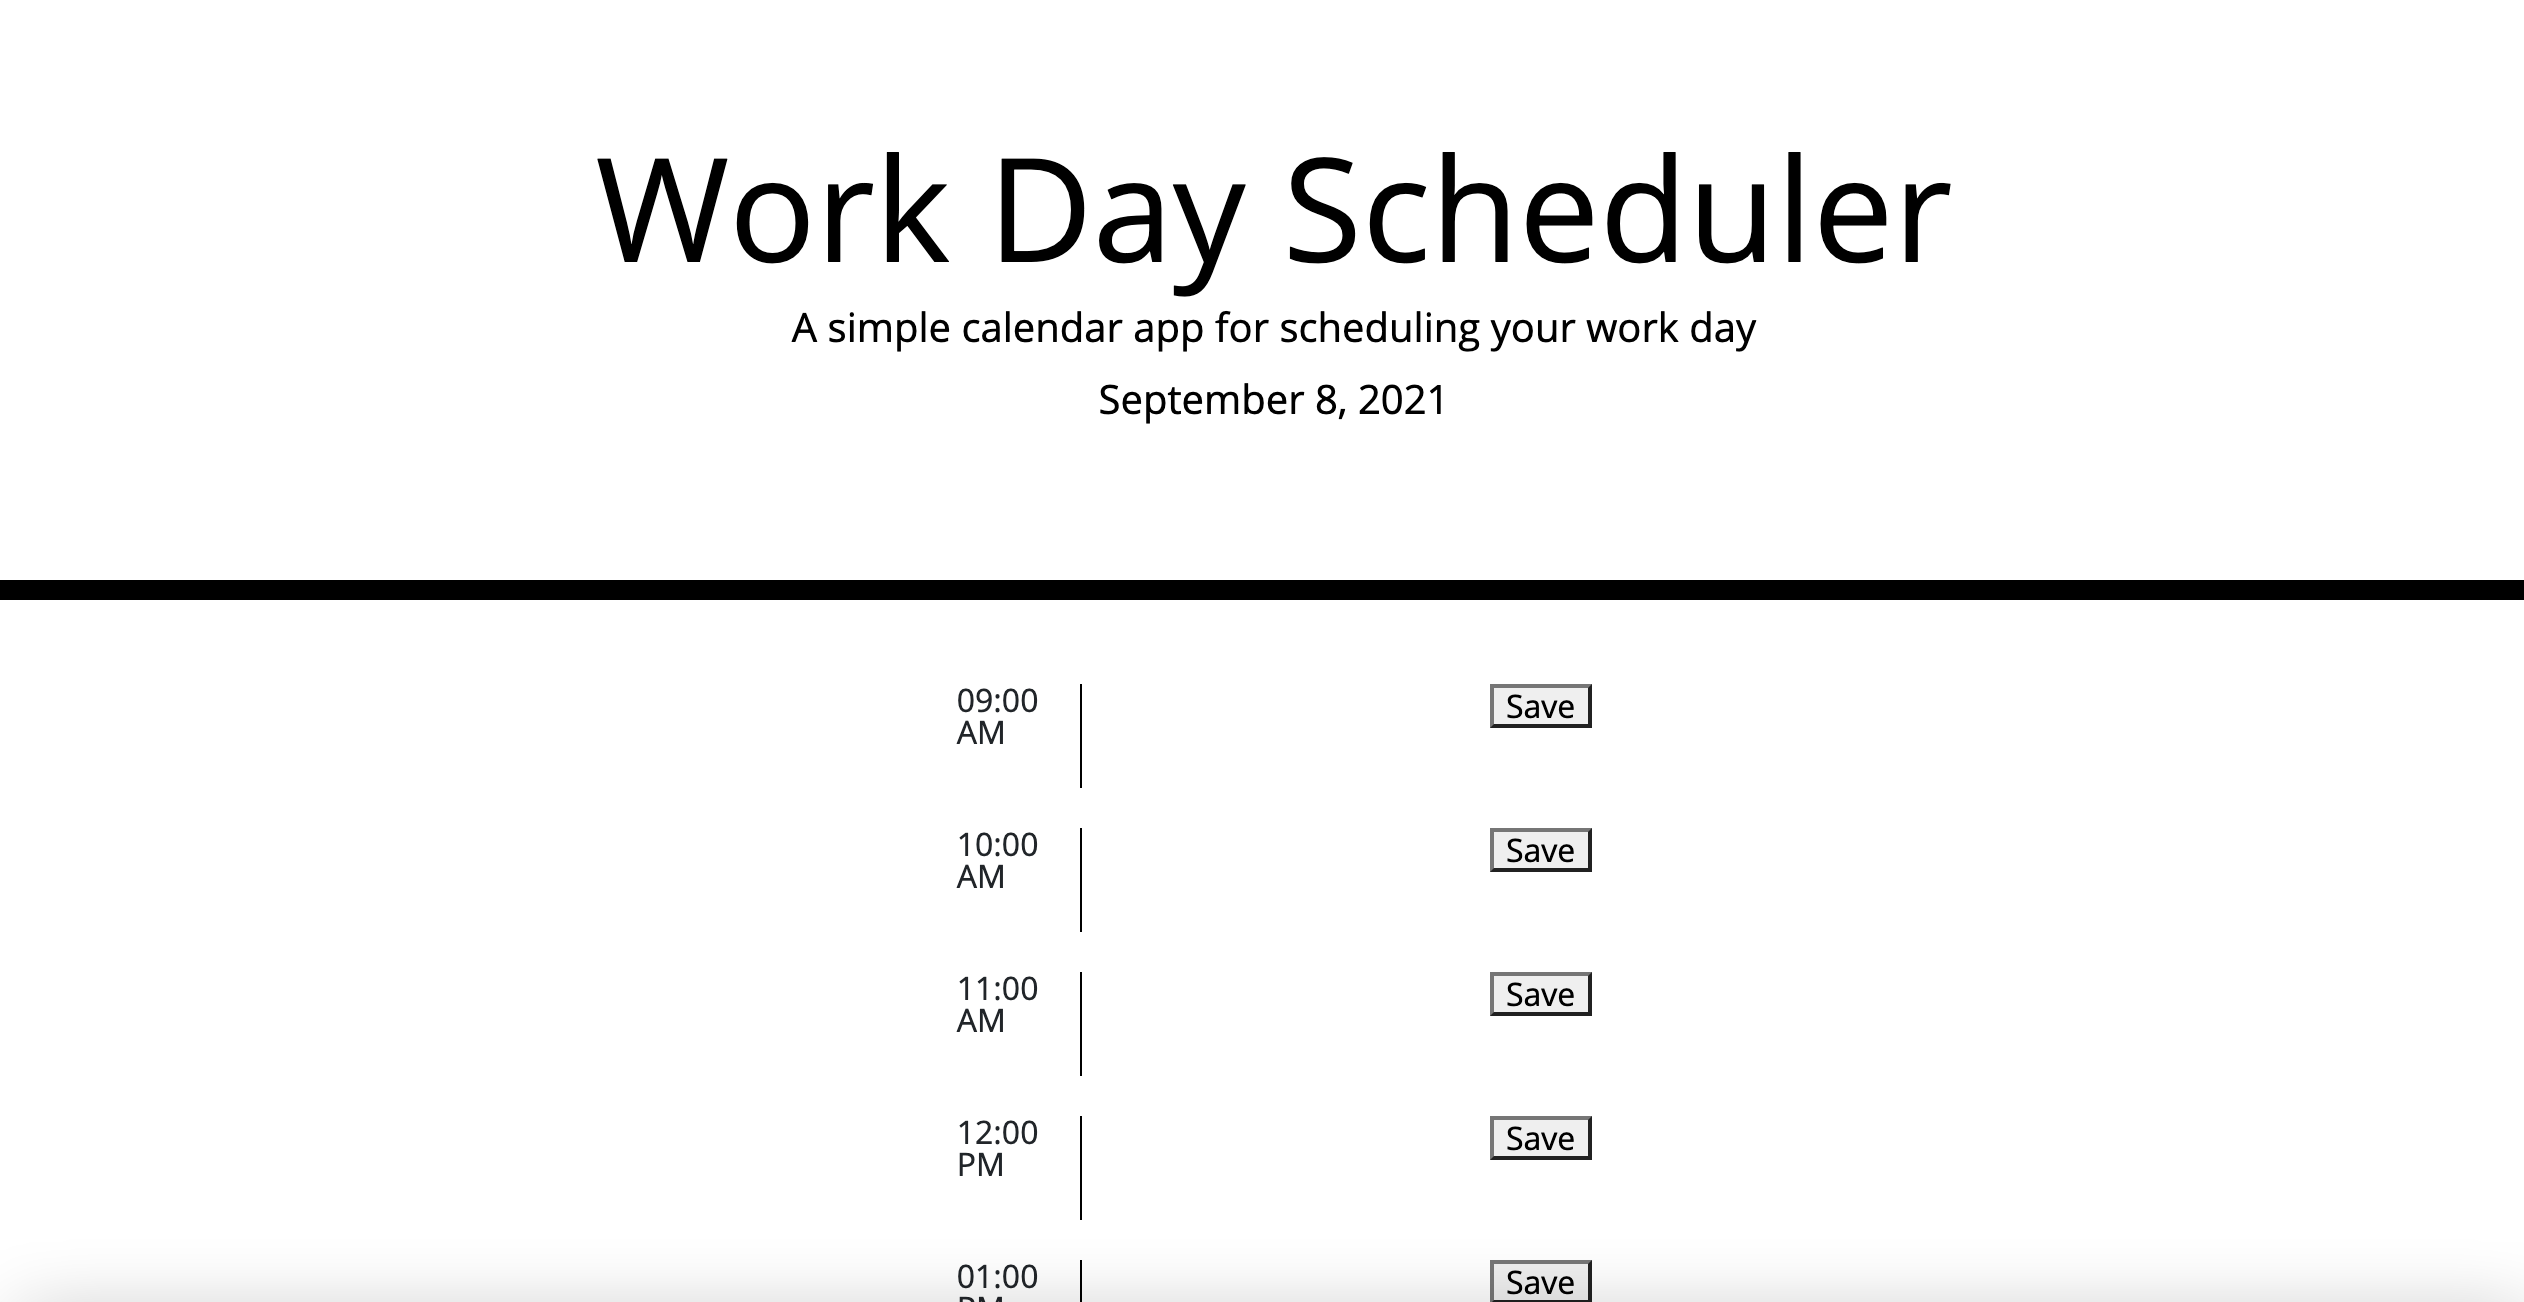 Work Day Scheduler
A simple calendar app for scheduling your work day
September 8, 2021
09:00
AM
Save
10:00
AM
Save
11:00
AM
Save
12:00
PM
Save
01:00
Save